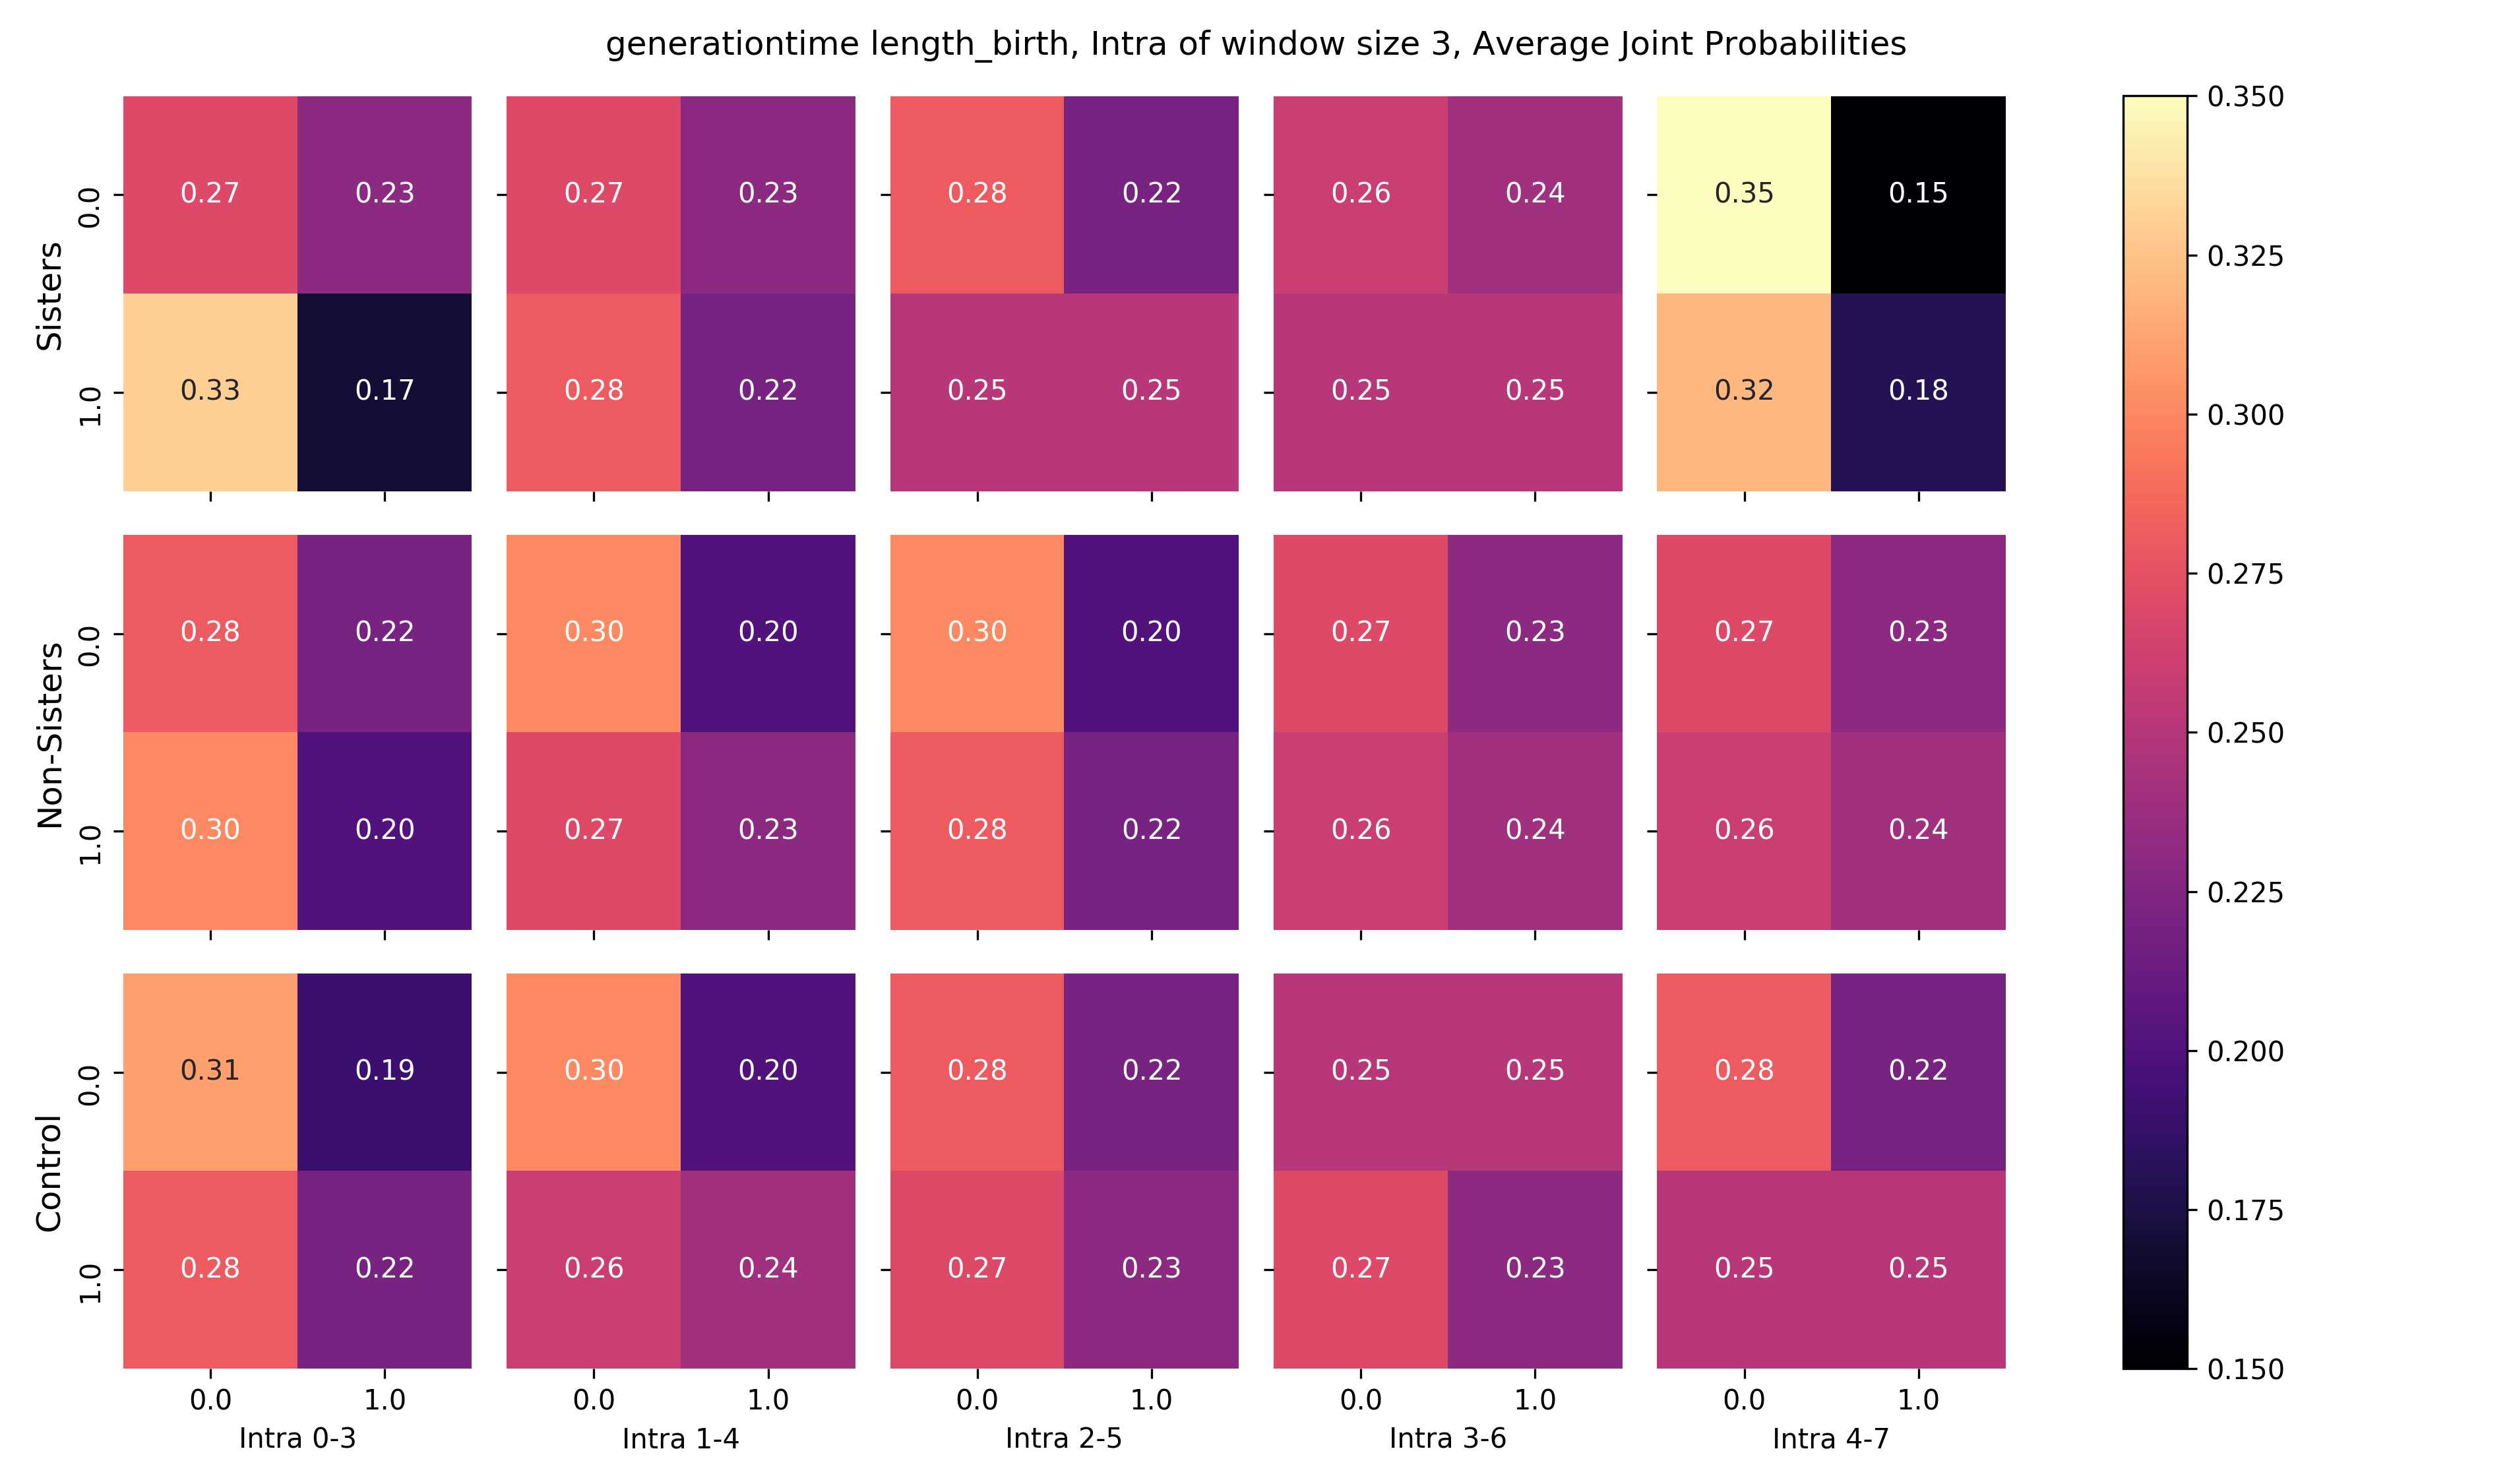 generationtime length_birth, Intra of window size 3, Average Joint Probabilities
Sisters
0.0 0.27 0.23 0.27 0.23 0.28 0.22 0.26 0.24 0.35 0.15
1.0 0.33 0.17 0.28 0.22 0.25 0.25 0.25 0.25 0.32 0.18
Non-Sisters
0.0 0.28 0.22 0.30 0.20 0.30 0.20 0.27 0.23 0.27 0.23
1.0 0.30 0.20 0.27 0.23 0.28 0.22 0.26 0.24 0.26 0.24
Control
0.0 0.31 0.19 0.30 0.20 0.28 0.22 0.25 0.25 0.28 0.22
1.0 0.28 0.22 0.26 0.24 0.27 0.23 0.27 0.23 0.25 0.25
0.0 1.0 0.0 1.0 0.0 1.0 0.0 1.0 0.0 1.0
Intra 0-3 Intra 1-4 Intra 2-5 Intra 3-6 Intra 4-7
0.350
0.325
0.300
0.275
0.250
0.225
0.200
0.175
0.150